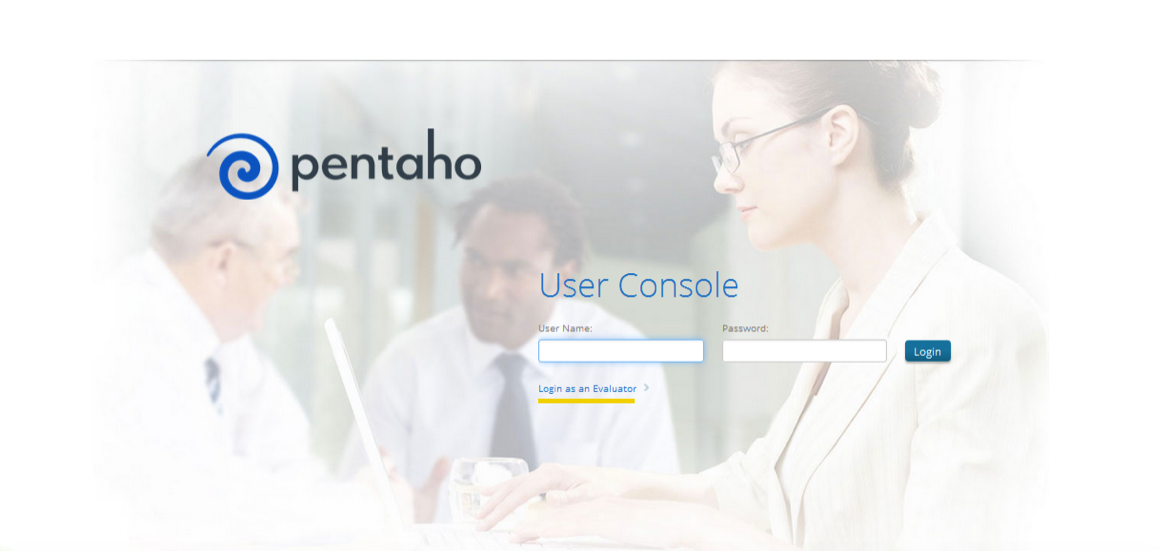 pentaho
User Console
User Name:
Password:
Login
Login as an Evaluator